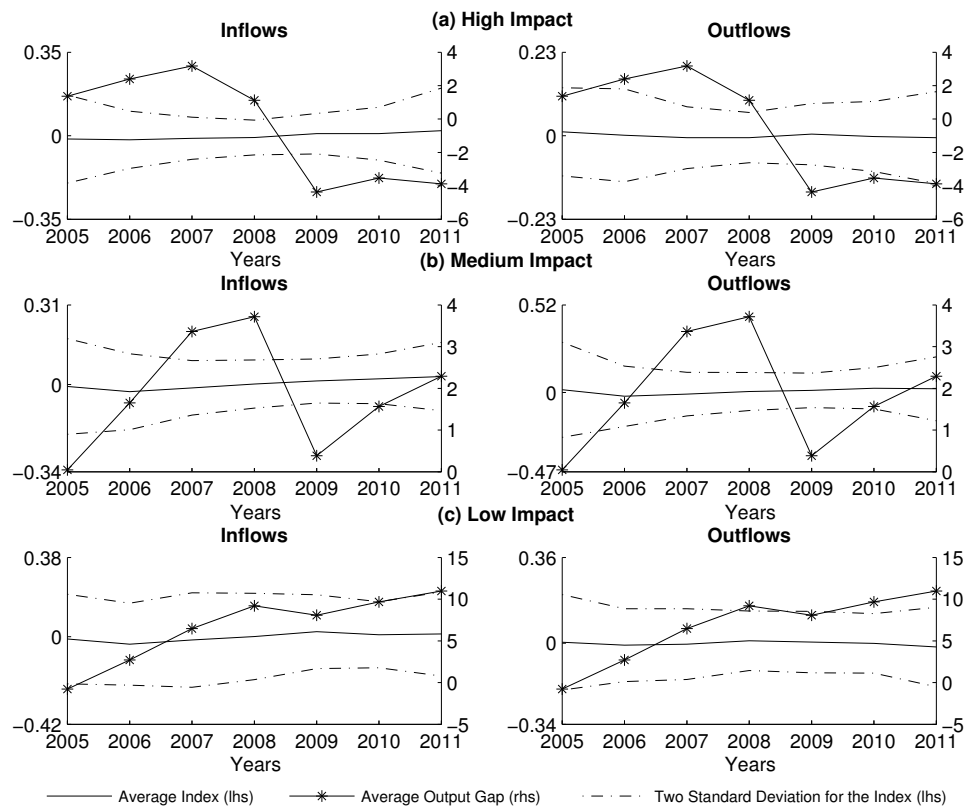 (a) High Impact
Inflows
0.35
0
−0.35
4
2
0
−2
−4
−6
2005 2006 2007 2008 2009 2010 2011
Years
Outflows
0.23
0
−0.23
4
2
0
−2
−4
−6
2005 2006 2007 2008 2009 2010 2011
Years
(b) Medium Impact
Inflows
0.31
0
−0.34
4
3
2
1
0
2005 2006 2007 2008 2009 2010 2011
Years
Outflows
0.52
0
−0.47
4
3
2
1
0
2005 2006 2007 2008 2009 2010 2011
Years
(c) Low Impact
Inflows
0.38
0
−0.42
15
10
5
0
−5
2005 2006 2007 2008 2009 2010 2011
Years
Outflows
0.36
0
−0.34
15
10
5
0
−5
2005 2006 2007 2008 2009 2010 2011
Years
Average Index (lhs) Average Output Gap (rhs) Two Standard Deviation for the Index (lhs)